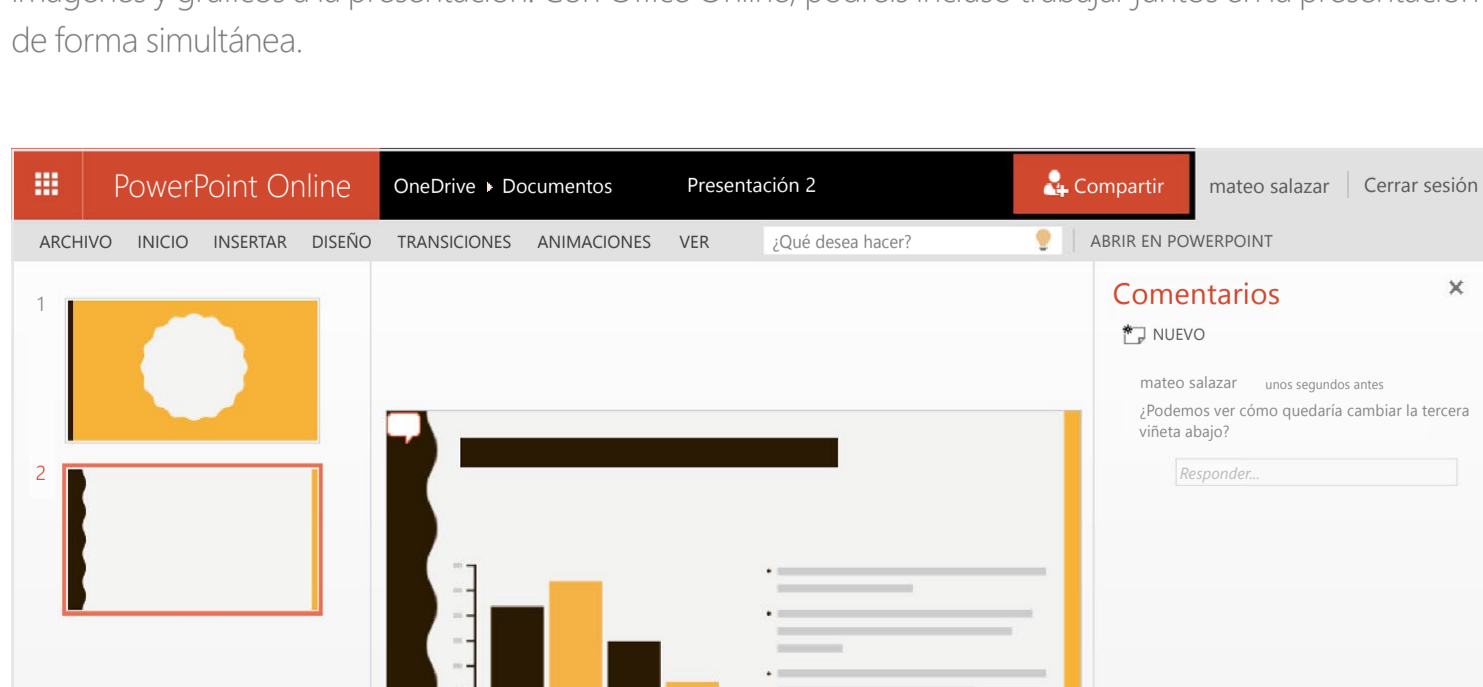 imágenes y gráficos a la presentación. Con Office Online, podréis incluso trabajar juntos en la presentación
de forma simultánea.
PowerPoint Online OneDrive ▸ Documentos Presentación 2 Compartir mateo salazar Cerrar sesión
ARCHIVO INICIO INSERTAR DISEÑO TRANSICIONES ANIMACIONES VER ¿Qué desea hacer? ABRIR EN POWERPOINT
1
2
Comentarios
NUEVO
mateo salazar unos segundos antes
¿Podemos ver cómo quedaría cambiar la tercera
viñeta abajo?
Responder...